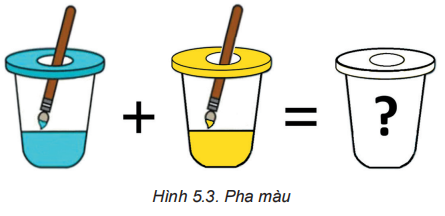 + = ?
Hình 5.3. Pha màu